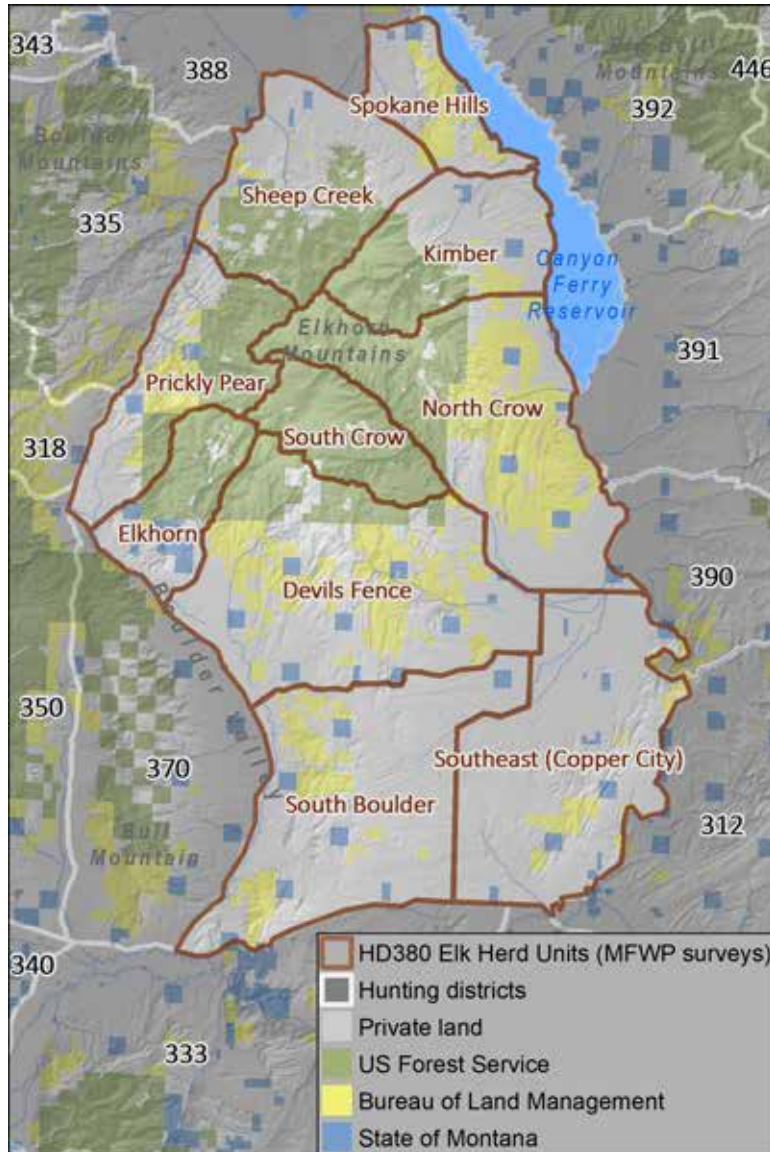 343
388
Big Belt
Mountains
446
392
Spokane Hills
Boulder
Mountains
Sheep Creek
335
Kimber
Canyon
Ferry
Reservoir
Elkhorn
Mountains
391
Prickly Pear
North Crow
South Crow
318
Elkhorn
Devils Fence
390
Boulder Valley
350
370
Southeast (Copper City)
South Boulder
312
Bull
Mountain
340
333
HD380 Elk Herd Units (MFWP surveys)
Hunting districts
Private land
US Forest Service
Bureau of Land Management
State of Montana